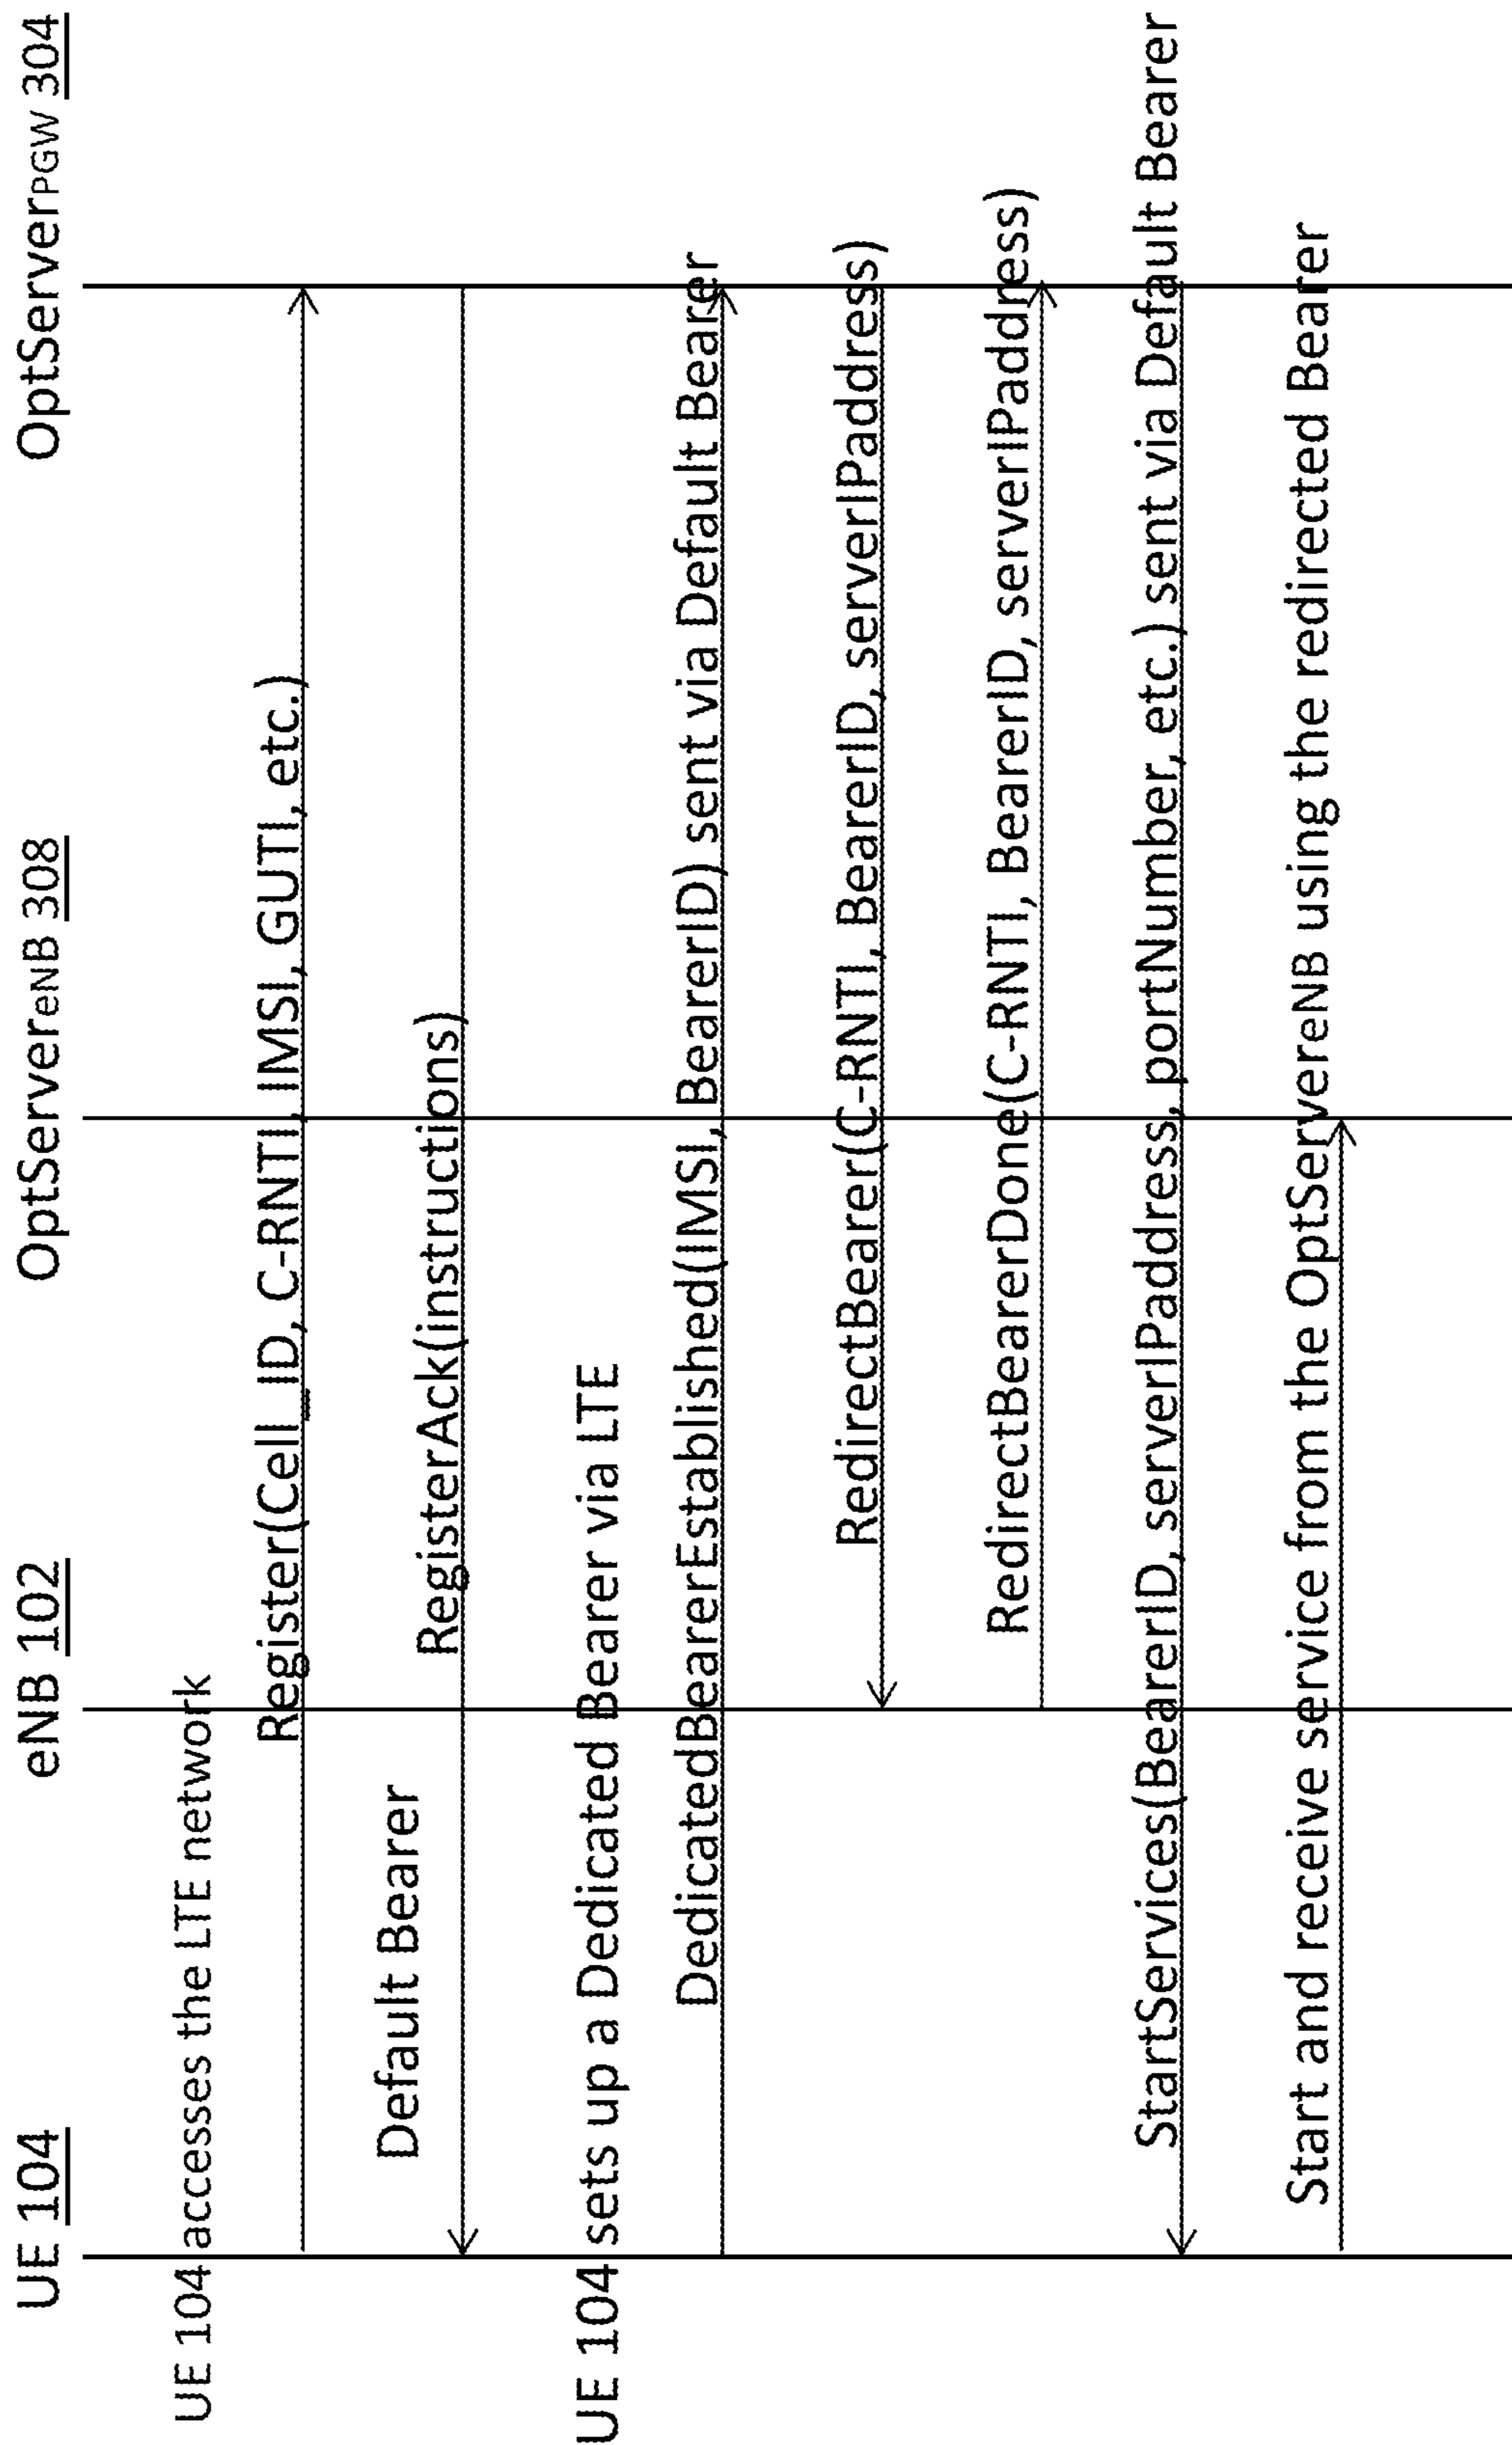 UE 104
eNB 102
OptServereNB 308
OptServerPGW 304
UE 104 accesses the LTE network
Register(Cell_ID, C-RNTI, IMSI, GUTI, etc.)
Default Bearer
RegisterAck(instructions)
UE 104 sets up a Dedicated Bearer via LTE
DedicatedBearerEstablished(IMSI, BearerID) sent via Default Bearer
RedirectBearer(C-RNTI, BearerID, serverIPaddress)
RedirectBearerDone(C-RNTI, BearerID, serverIPaddress)
StartServices(BearerID, serverIPaddress, portNumber, etc.) sent via Default Bearer
Start and receive service from the OptServereNB using the redirected Bearer